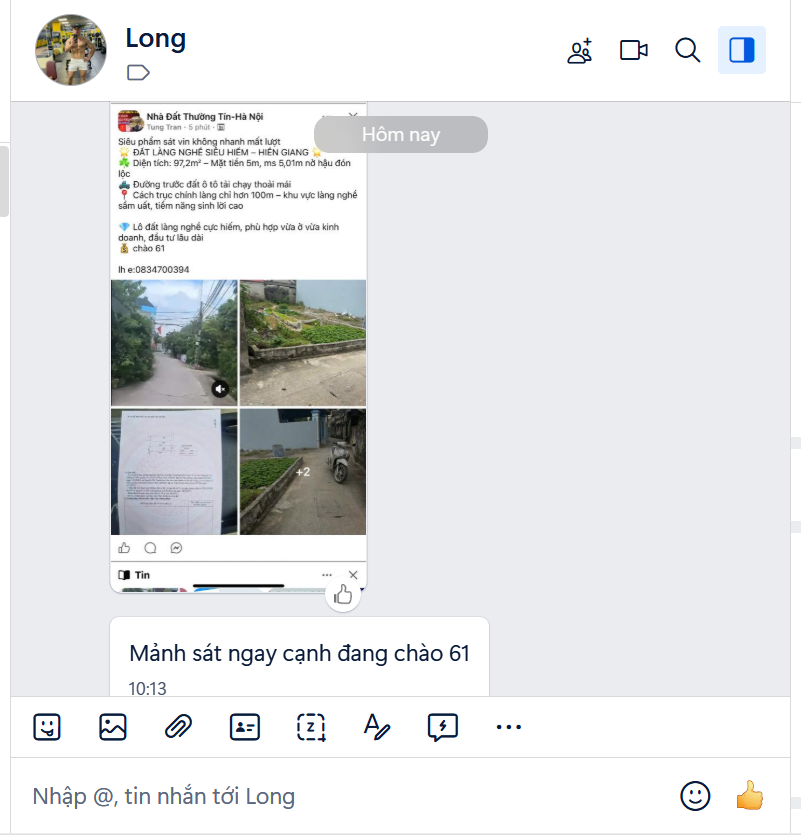 Long
Nhà Đất Thường Tín-Hà Nội
Tung Tran · 5 phút ·
Hôm nay
Siêu phẩm sát vin không nhanh mất lượt
ĐẤT LÀNG NGHỀ SIÊU HIẾM – HIỀN GIANG
Diện tích: 97,2m² – Mặt tiền 5m, ms 5,01m nở hậu đón
lộc
Đường trước đất ô tô tải chạy thoải mái
Cách trục chính làng chỉ hơn 100m – khu vực làng nghề
sầm uất, tiềm năng sinh lời cao
Lô đất làng nghề cực hiếm, phù hợp vừa ở vừa kinh
doanh, đầu tư lâu dài
chào 61
lh e:0834700394
+2
Tin
Mảnh sát ngay cạnh đang chào 61
10:13
Nhập @, tin nhắn tới Long